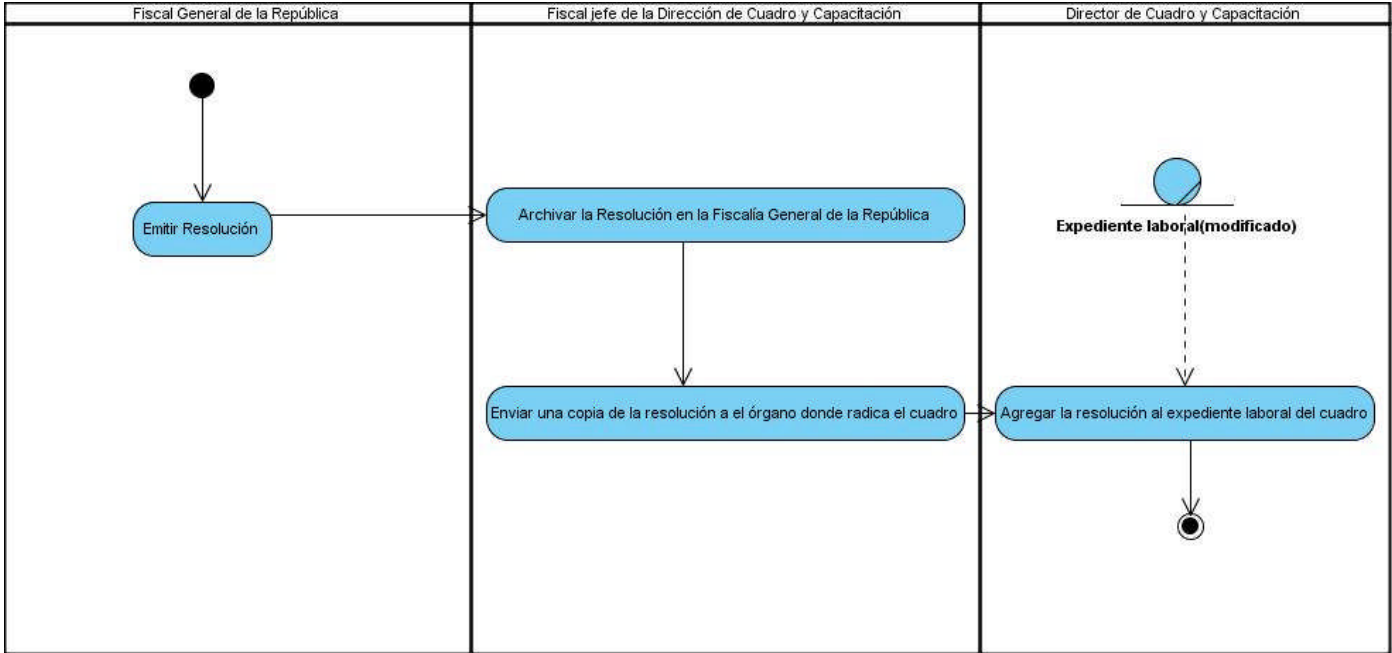 Fiscal General de la República
Fiscal jefe de la Dirección de Cuadro y Capacitación
Director de Cuadro y Capacitación
Emitir Resolución
Archivar la Resolución en la Fiscalía General de la República
Expediente laboral(modificado)
Enviar una copia de la resolución a el órgano donde radica el cuadro
Agregar la resolución al expediente laboral del cuadro